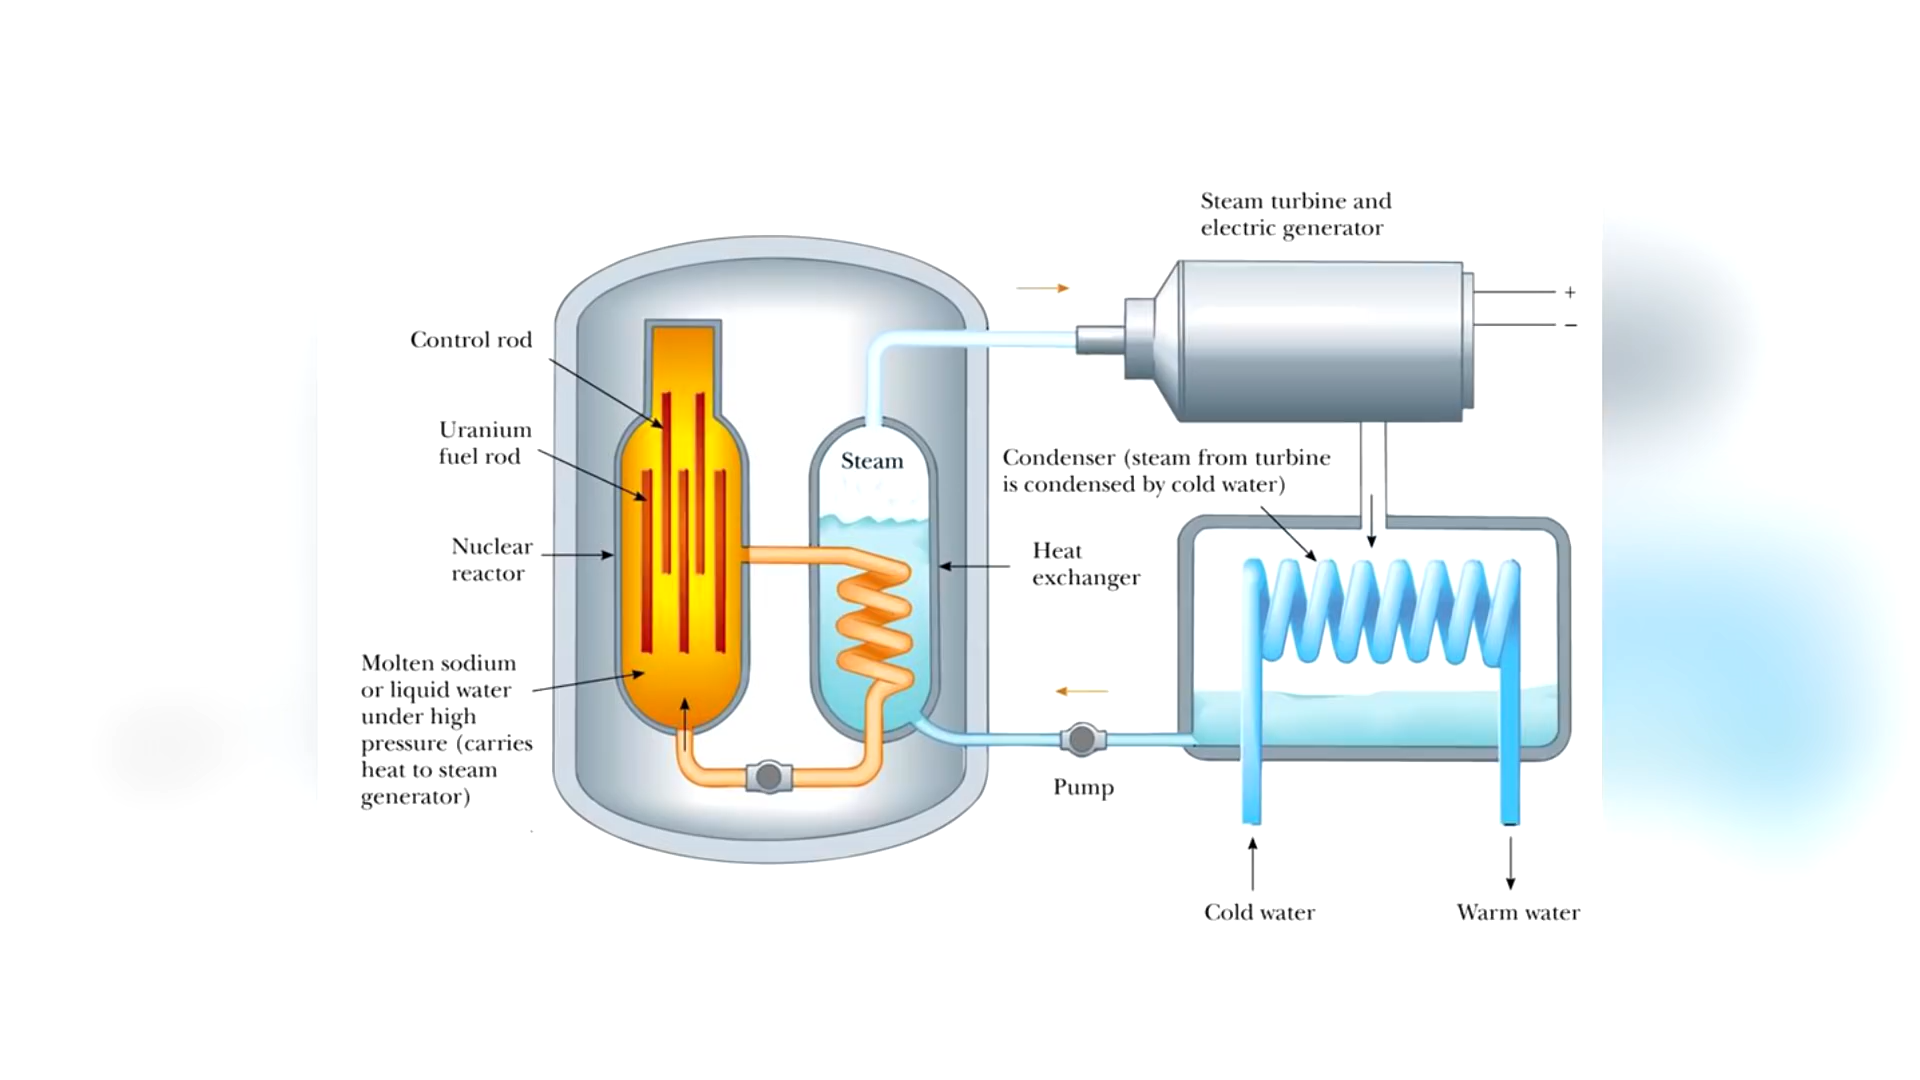 Steam turbine and
electric generator
+
−
Control rod
Uranium
fuel rod
Steam
Condenser (steam from turbine
is condensed by cold water)
Nuclear
reactor
Heat
exchanger
Molten sodium
or liquid water
under high
pressure (carries
heat to steam
generator)
Pump
Cold water
Warm water